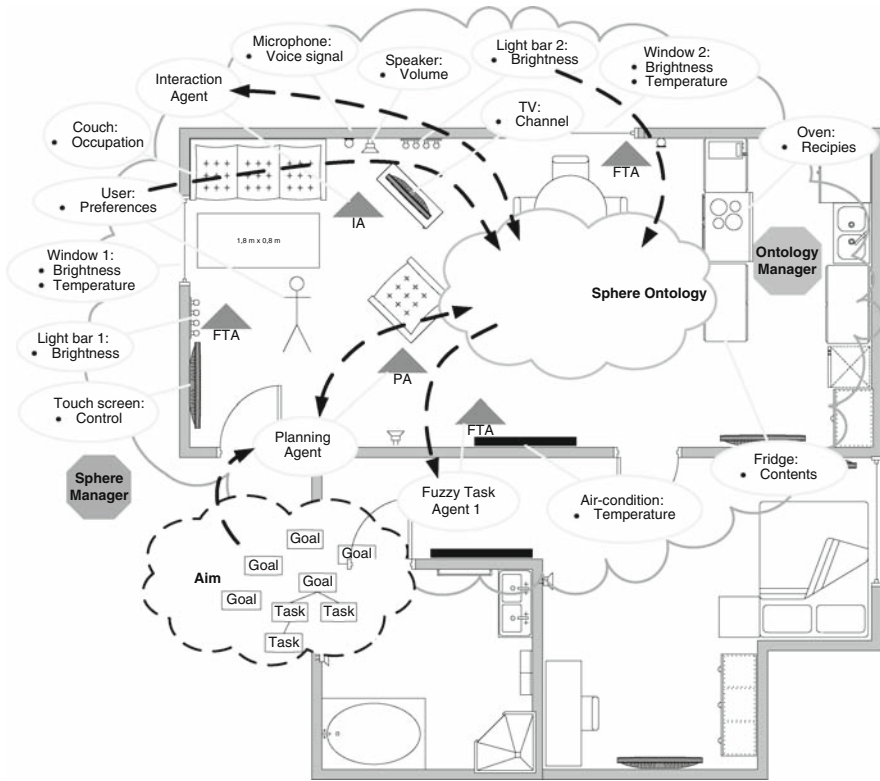 Microphone:
• Voice signal
Light bar 2:
• Brightness
Window 2:
• Brightness
• Temperature
Speaker:
• Volume
Interaction
Agent
TV:
• Channel
Couch:
• Occupation
Oven:
• Recipies
FTA
User:
• Preferences
IA
1,8 m x 0,8 m
Window 1:
• Brightness
• Temperature
Ontology
Manager
Sphere Ontology
FTA
Light bar 1:
• Brightness
PA
Touch screen:
• Control
FTA
Planning
Agent
Sphere
Manager
Fuzzy Task
Agent 1
Air-condition:
• Temperature
Fridge:
• Contents
Goal
Goal
Goal
Aim
Goal
Goal
Task
Task
Task